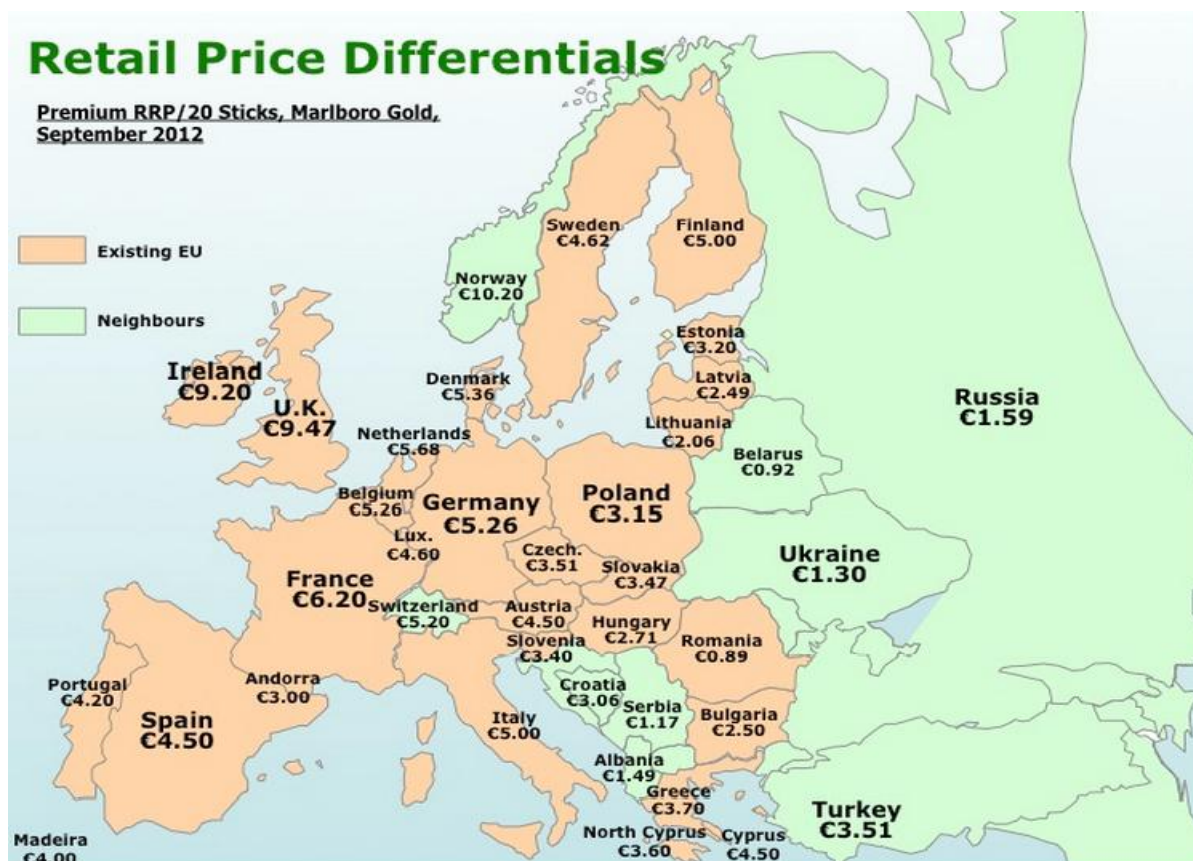 Retail Price Differentials
Premium RRP/20 Sticks, Marlboro Gold,
September 2012
Existing EU
Neighbours
Sweden
€4.62
Finland
€5.00
Norway
€10.20
Estonia
€3.20
Ireland
€9.20
Denmark
€5.36
Latvia
€2.49
Russia
€1.59
U.K.
€9.47
Netherlands
€5.68
Lithuania
€2.06
Belarus
€0.92
Belgium
€5.26
Germany
€5.26
Poland
€3.15
Lux.
€4.60
Czech.
€3.51
Slovakia
€3.47
Ukraine
€1.30
France
€6.20
Switzerland
€5.20
Austria
€4.50
Hungary
€2.71
Slovenia
€3.40
Romania
€0.89
Portugal
€4.20
Andorra
€3.00
Croatia
€3.06
Serbia
€1.17
Spain
€4.50
Italy
€5.00
Bulgaria
€2.50
Albania
€1.49
Greece
€3.70
Turkey
€3.51
Madeira
€4.00
North Cyprus
€3.60
Cyprus
€4.50